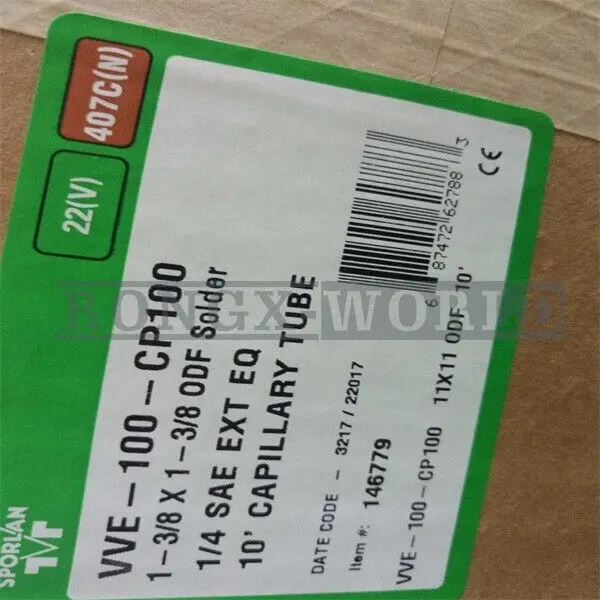 SPORLAN
22(V)
407C(N)
VVE-100-CP100
1-3/8 X 1-3/8 ODF Solder
1/4 SAE EXT EQ
10' CAPILLARY TUBE
DATE CODE - 3217 / 22017
Item #: 146779
VVE-100-CP100 11X11 ODF - 10'
6 87472 62788 3
CE
RONGX-WORLD